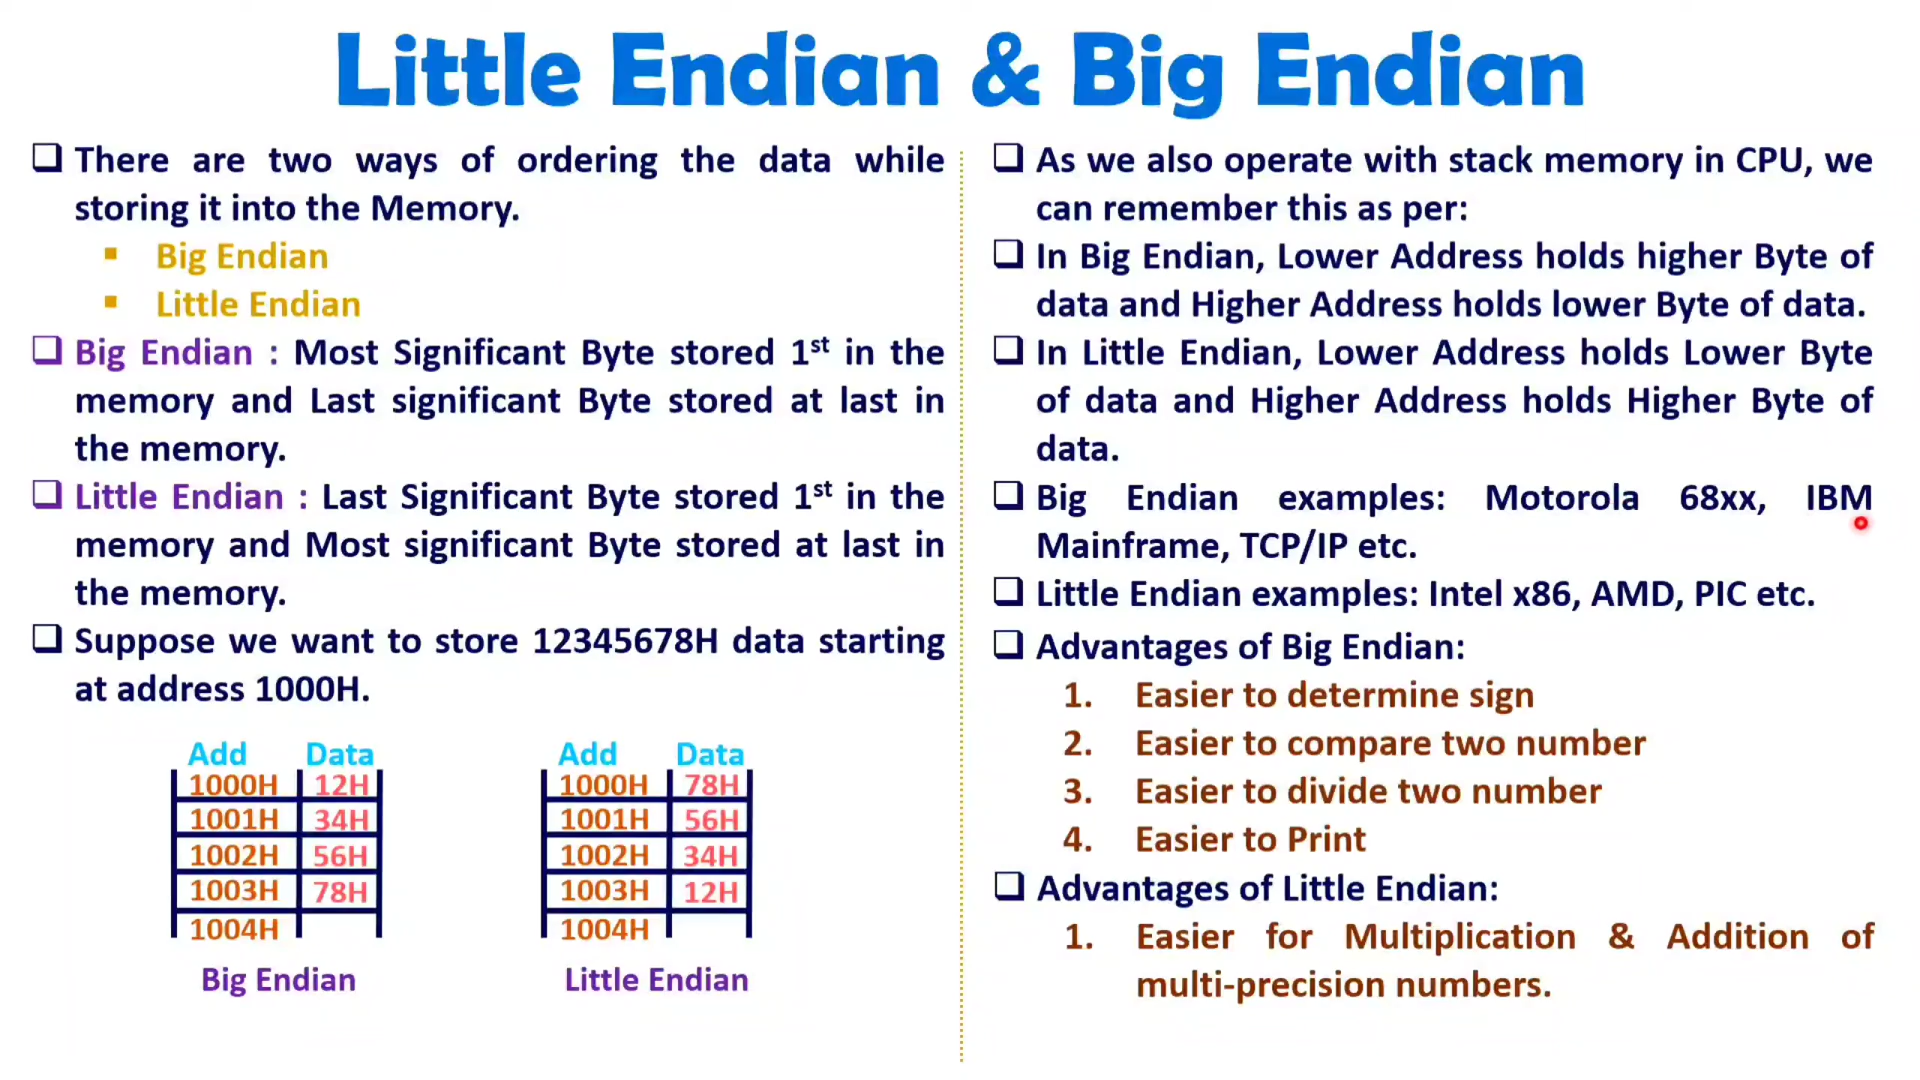 Little Endian & Big Endian
There are two ways of ordering the data while
storing it into the Memory.
Big Endian
Little Endian
Big Endian : Most Significant Byte stored 1st in the
memory and Last significant Byte stored at last in
the memory.
Little Endian : Last Significant Byte stored 1st in the
memory and Most significant Byte stored at last in
the memory.
Suppose we want to store 12345678H data starting
at address 1000H.
Add Data
1000H 12H
1001H 34H
1002H 56H
1003H 78H
1004H
Big Endian
Add Data
1000H 78H
1001H 56H
1002H 34H
1003H 12H
1004H
Little Endian
As we also operate with stack memory in CPU, we
can remember this as per:
In Big Endian, Lower Address holds higher Byte of
data and Higher Address holds lower Byte of data.
In Little Endian, Lower Address holds Lower Byte
of data and Higher Address holds Higher Byte of
data.
Big Endian examples: Motorola 68xx, IBM
Mainframe, TCP/IP etc.
Little Endian examples: Intel x86, AMD, PIC etc.
Advantages of Big Endian:
1. Easier to determine sign
2. Easier to compare two number
3. Easier to divide two number
4. Easier to Print
Advantages of Little Endian:
1. Easier for Multiplication & Addition of
multi-precision numbers.